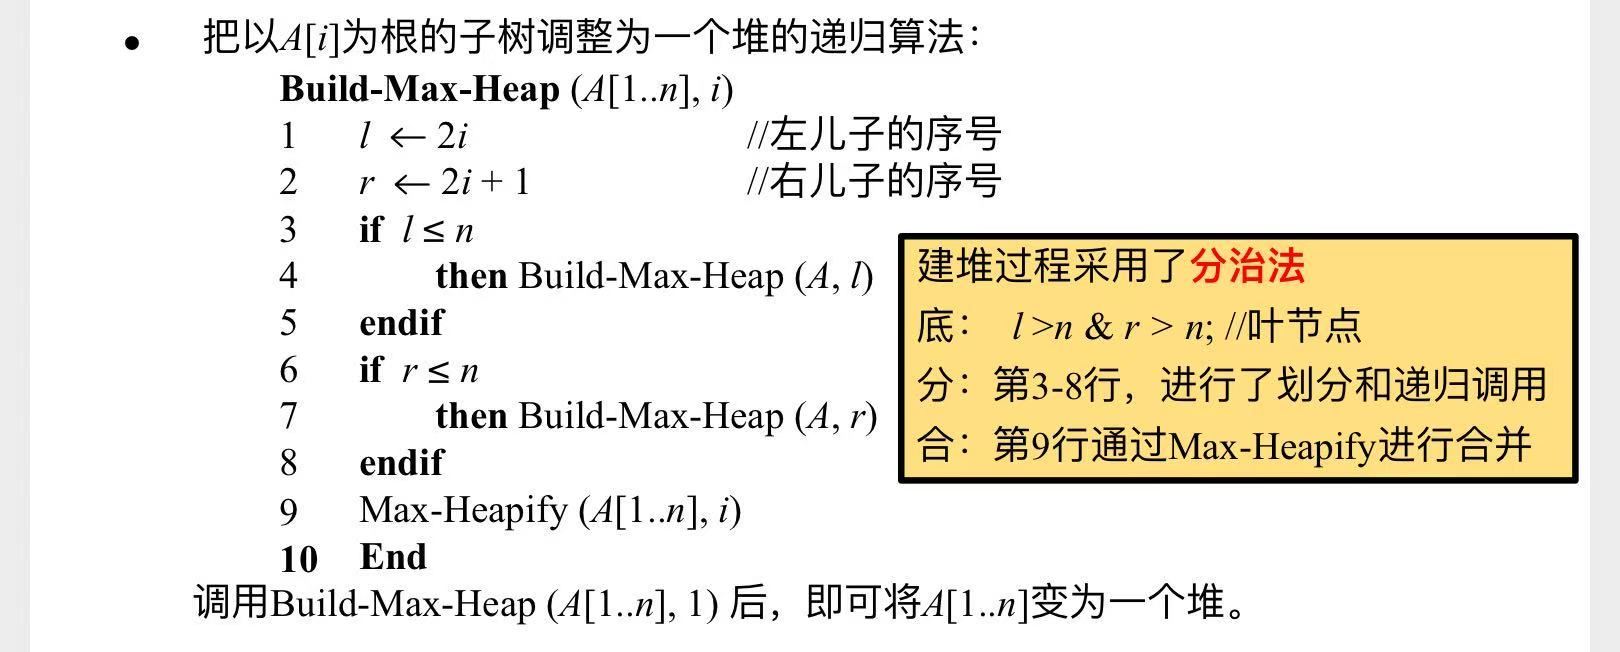 ● 把以A[i]为根的子树调整为一个堆的递归算法：
Build-Max-Heap (A[1..n], i)
1 l ← 2i //左儿子的序号
2 r ← 2i + 1 //右儿子的序号
3 if l ≤ n
4 then Build-Max-Heap (A, l)
5 endif
6 if r ≤ n
7 then Build-Max-Heap (A, r)
8 endif
9 Max-Heapify (A[1..n], i)
10 End
建堆过程采用了分治法
底： l >n & r > n; //叶节点
分：第3-8行，进行了划分和递归调用
合：第9行通过Max-Heapify进行合并
调用Build-Max-Heap (A[1..n], 1) 后，即可将A[1..n]变为一个堆。